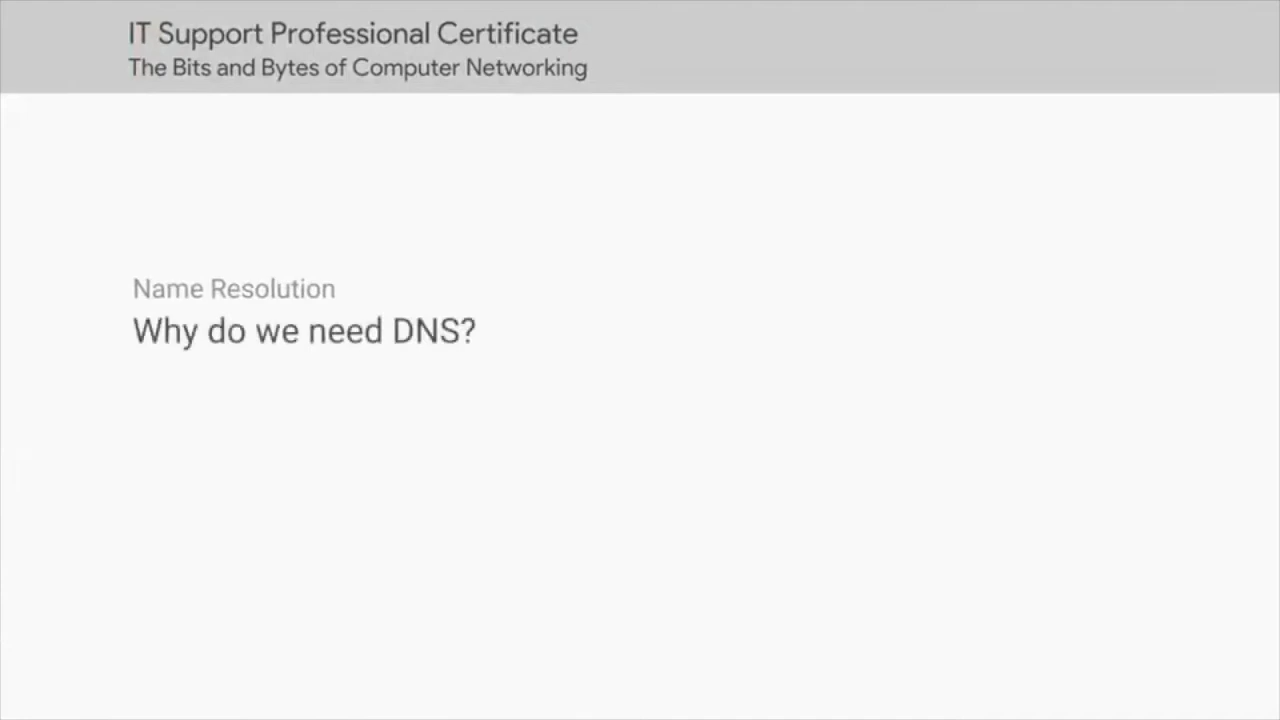 IT Support Professional Certificate
The Bits and Bytes of Computer Networking
Name Resolution
Why do we need DNS?